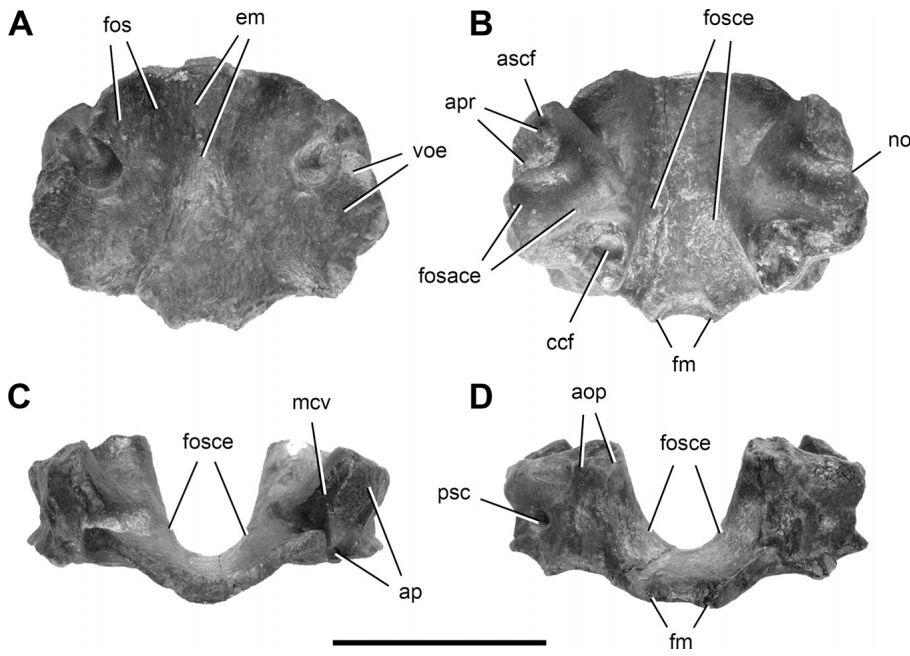 A
fos
em
voe
B
fosce
ascf
apr
no
fosace
ccf
fm
C
mcv
fosce
ap
D
aop
fosce
psc
fm